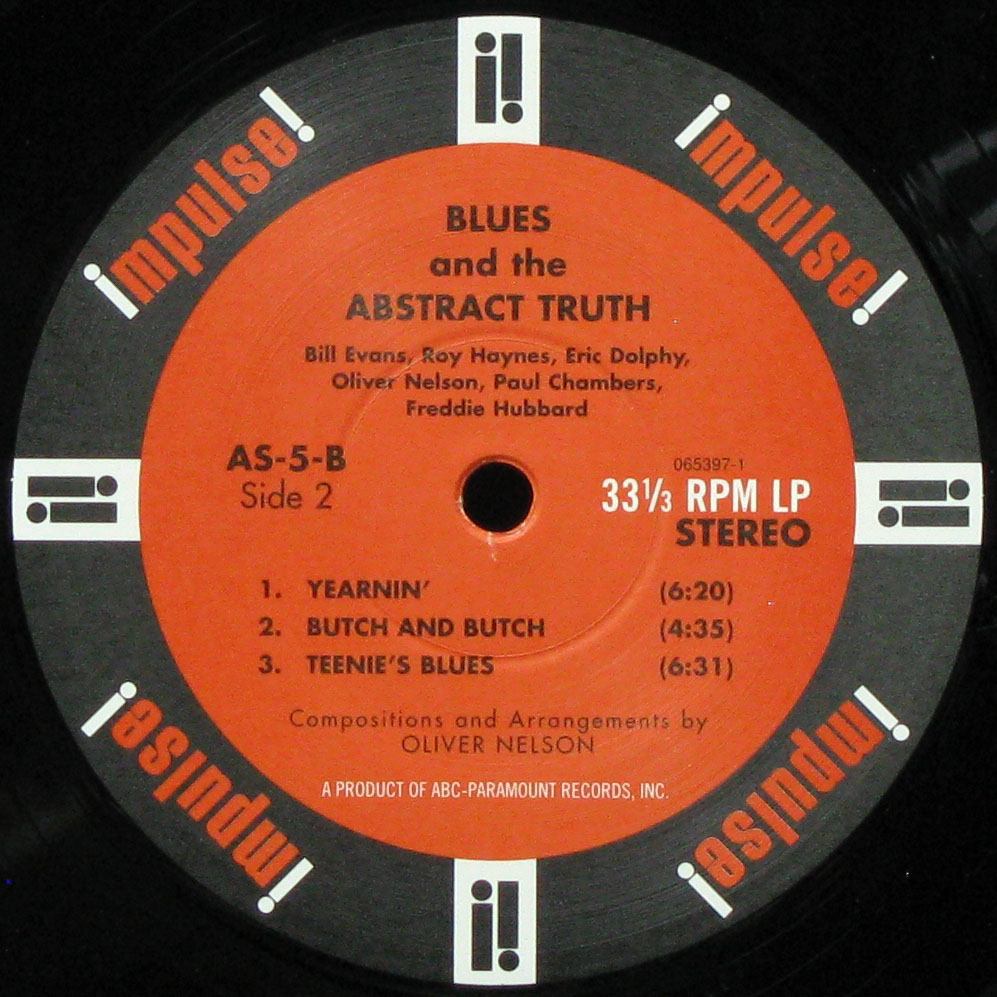 impulse!
impulse!
BLUES
and the
ABSTRACT TRUTH
Bill Evans, Roy Haynes, Eric Dolphy,
Oliver Nelson, Paul Chambers,
Freddie Hubbard
AS-5-B
Side 2
065397-1
33⅓ RPM LP
STEREO
1. YEARNIN' (6:20)
2. BUTCH AND BUTCH (4:35)
3. TEENIE'S BLUES (6:31)
Compositions and Arrangements by
OLIVER NELSON
A PRODUCT OF ABC-PARAMOUNT RECORDS, INC.
impulse!
impulse!